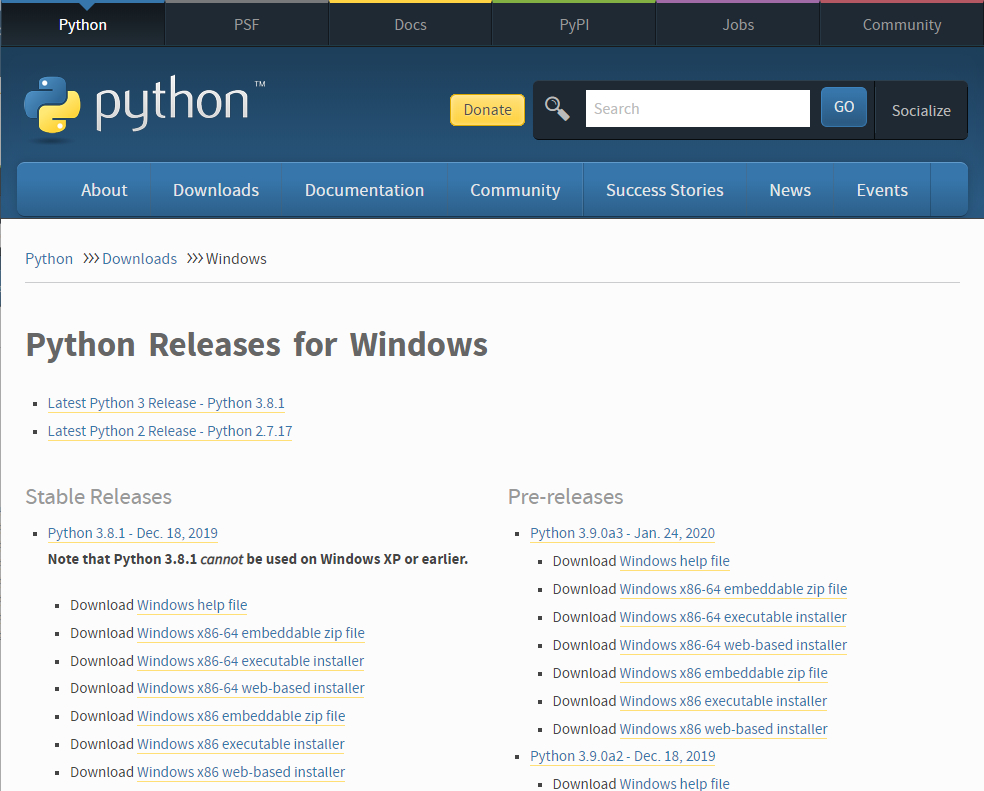 Python PSF Docs PyPI Jobs Community
python™
Donate Search GO Socialize
About Downloads Documentation Community Success Stories News Events
Python >>> Downloads >>> Windows
Python Releases for Windows
Latest Python 3 Release - Python 3.8.1
Latest Python 2 Release - Python 2.7.17
Stable Releases
Python 3.8.1 - Dec. 18, 2019
Note that Python 3.8.1 cannot be used on Windows XP or earlier.
Download Windows help file
Download Windows x86-64 embeddable zip file
Download Windows x86-64 executable installer
Download Windows x86-64 web-based installer
Download Windows x86 embeddable zip file
Download Windows x86 executable installer
Download Windows x86 web-based installer
Pre-releases
Python 3.9.0a3 - Jan. 24, 2020
Download Windows help file
Download Windows x86-64 embeddable zip file
Download Windows x86-64 executable installer
Download Windows x86-64 web-based installer
Download Windows x86 embeddable zip file
Download Windows x86 executable installer
Download Windows x86 web-based installer
Python 3.9.0a2 - Dec. 18, 2019
Download Windows help file